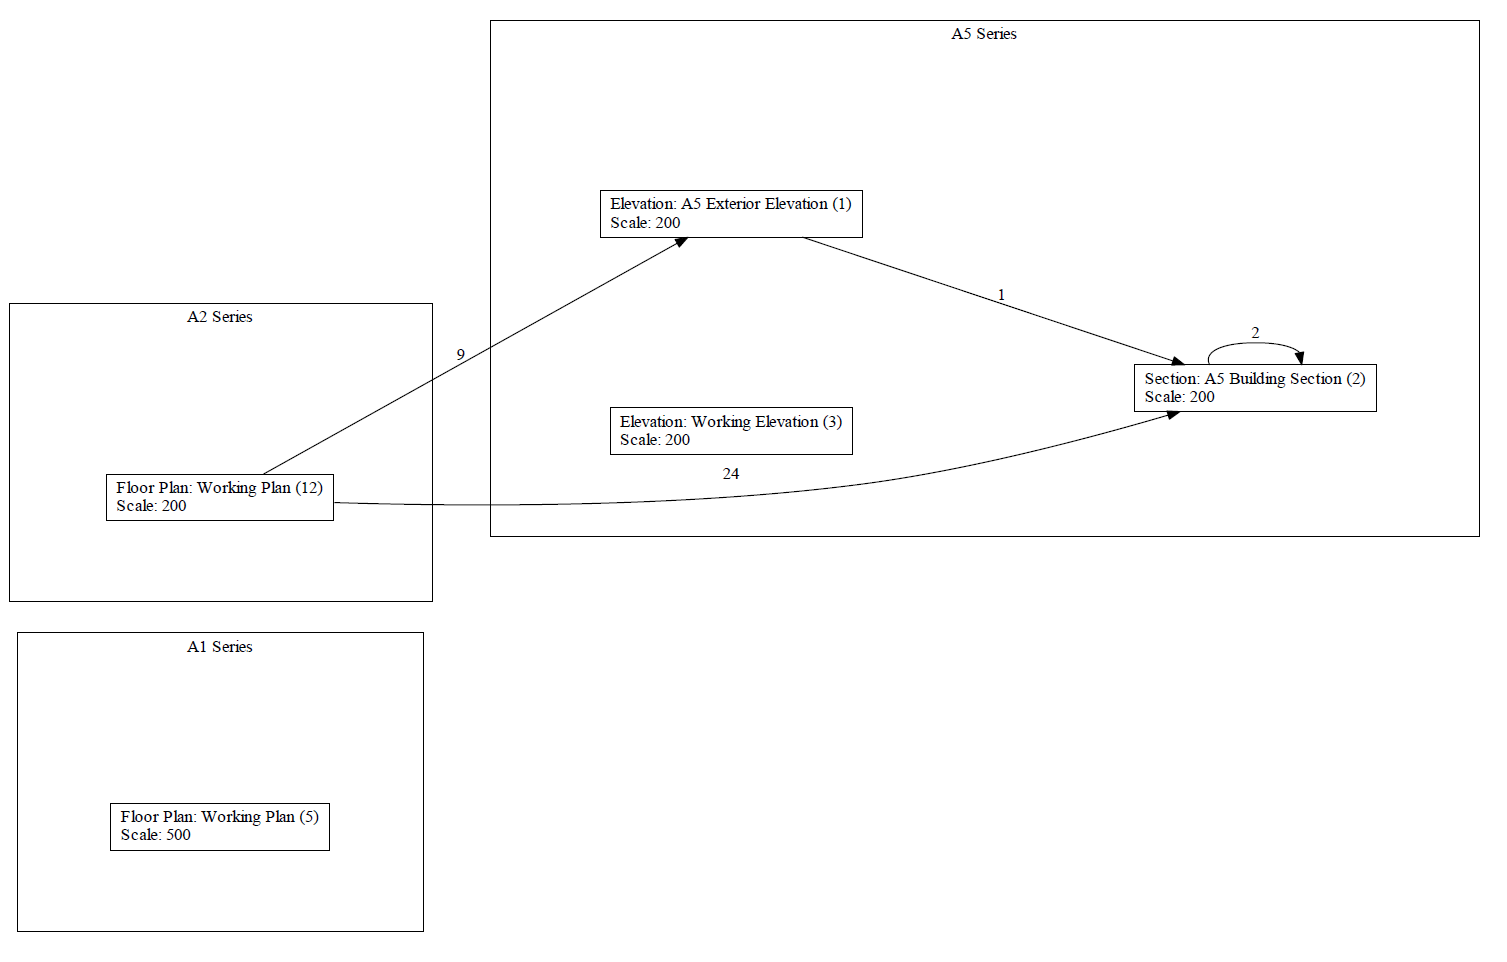 A5 Series
Elevation: A5 Exterior Elevation (1)
Scale: 200
1
A2 Series
2
9
Section: A5 Building Section (2)
Scale: 200
Elevation: Working Elevation (3)
Scale: 200
24
Floor Plan: Working Plan (12)
Scale: 200
A1 Series
Floor Plan: Working Plan (5)
Scale: 500